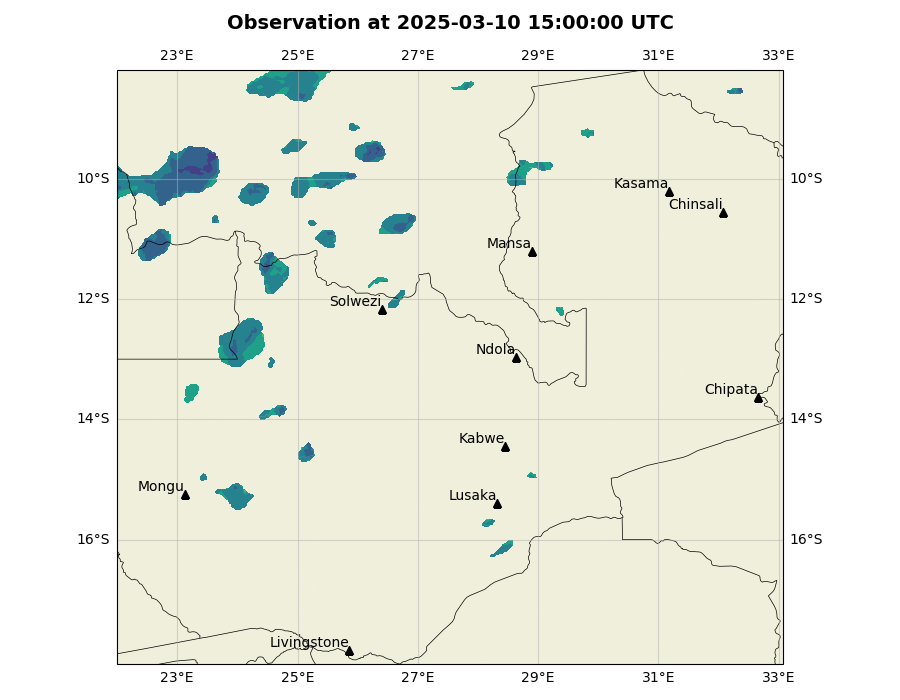 Observation at 2025-03-10 15:00:00 UTC
23°E 25°E 27°E 29°E 31°E 33°E
10°S 10°S
Kasama
Chinsali
Mansa
12°S 12°S
Solwezi
Ndola
Chipata
14°S 14°S
Kabwe
Mongu
Lusaka
16°S 16°S
Livingstone
23°E 25°E 27°E 29°E 31°E 33°E